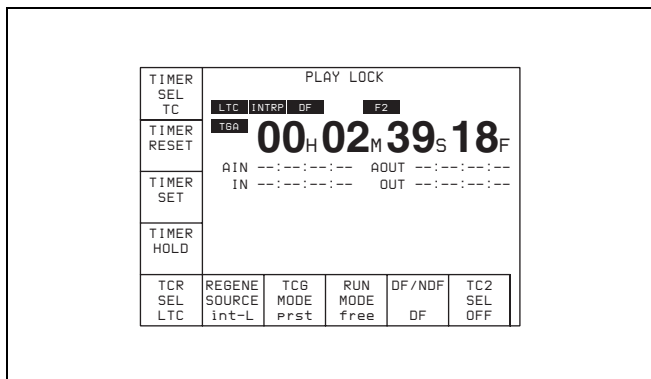 PLAY LOCK
TIMER
SEL
TC
LTC INTRP DF F2
TIMER
RESET
TGA 00H 02M 39S 18F
AIN --:--:--:-- AOUT --:--:--:--
IN --:--:--:-- OUT --:--:--:--
TIMER
SET
TIMER
HOLD
TCR
SEL
LTC
REGENE
SOURCE
int-L
TCG
MODE
prst
RUN
MODE
free
DF/NDF
DF
TC2
SEL
OFF